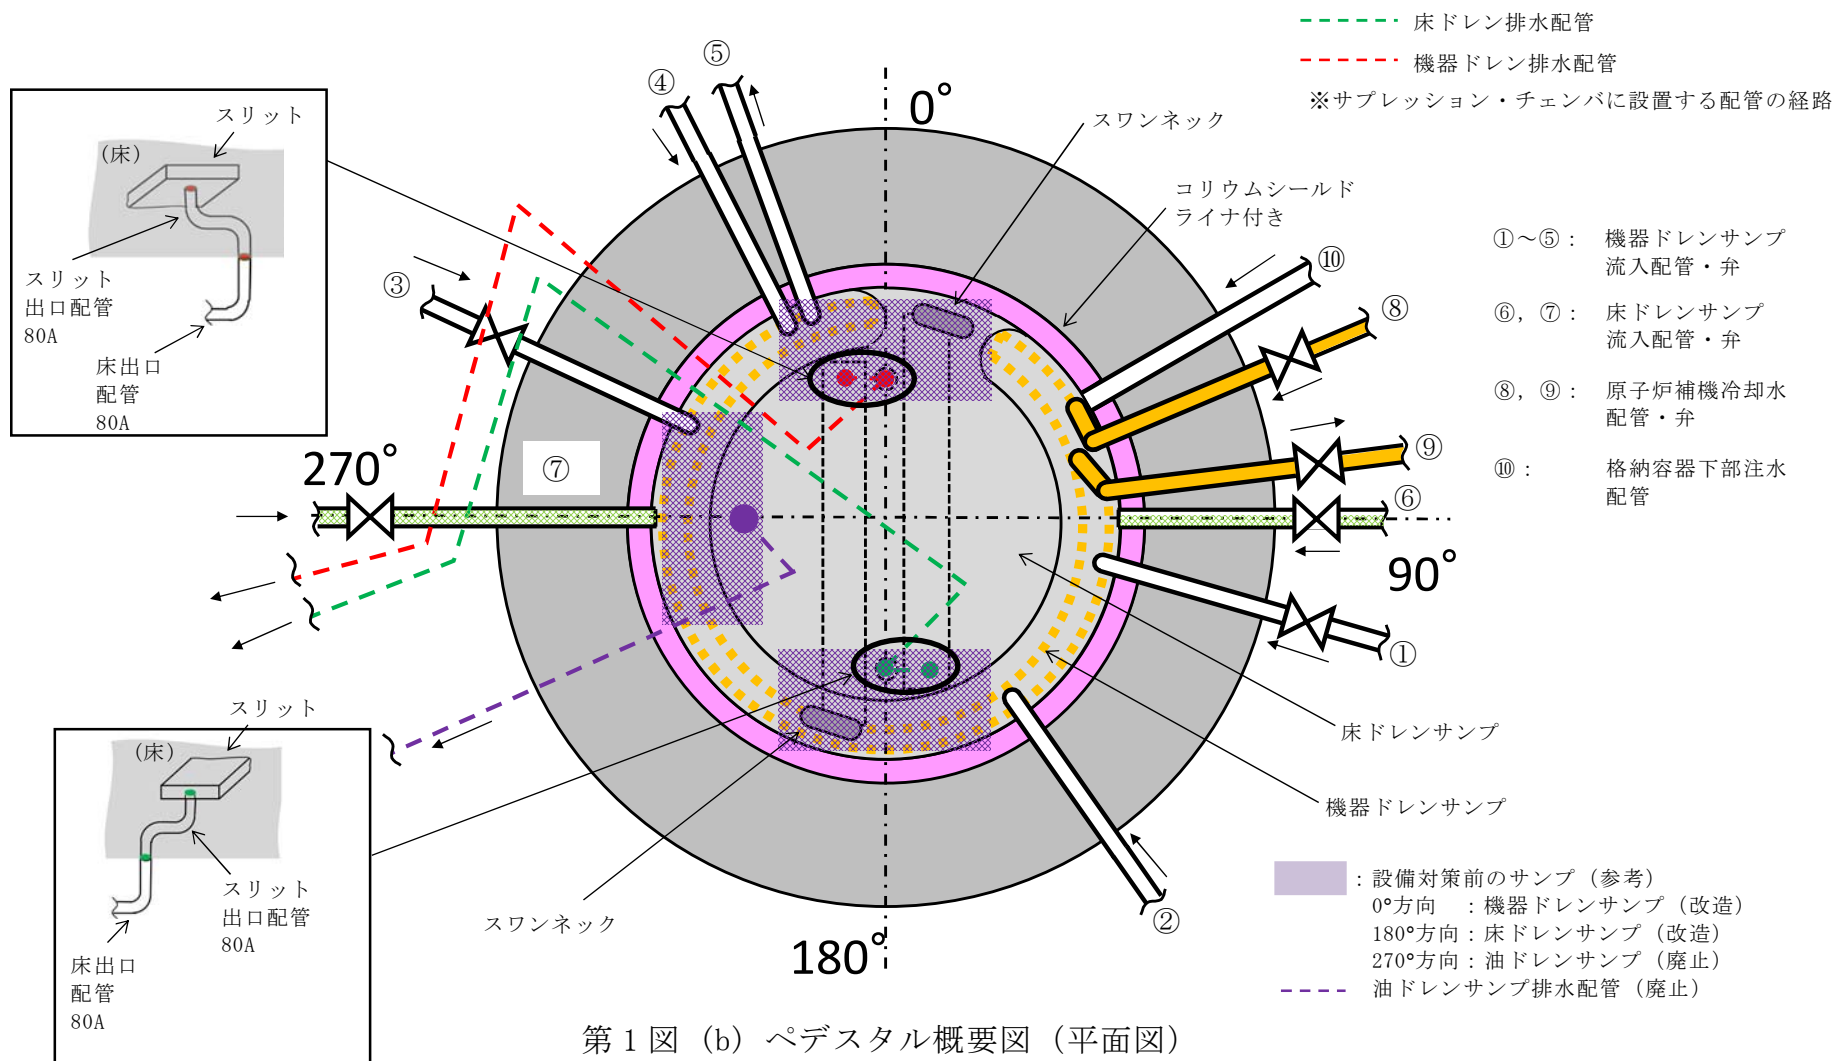 床ドレン排水配管
機器ドレン排水配管
※サプレッション・チェンバに設置する配管の経路
⑤
④
0°
スワンネック
コリウムシールド
ライナ付き
スリット
(床)
スリット
出口配管
80A
床出口
配管
80A
③
⑩
⑧
⑨
⑥
90°
①
270°
⑦
①～⑤： 機器ドレンサンプ
流入配管・弁
⑥，⑦： 床ドレンサンプ
流入配管・弁
⑧，⑨： 原子炉補機冷却水
配管・弁
⑩： 格納容器下部注水
配管
床ドレンサンプ
機器ドレンサンプ
スリット
(床)
スリット
出口配管
80A
床出口
配管
80A
スワンネック
②
180°
：設備対策前のサンプ（参考）
0°方向 ：機器ドレンサンプ（改造）
180°方向：床ドレンサンプ（改造）
270°方向：油ドレンサンプ（廃止）
油ドレンサンプ排水配管（廃止）
第１図（b）ペデスタル概要図（平面図）